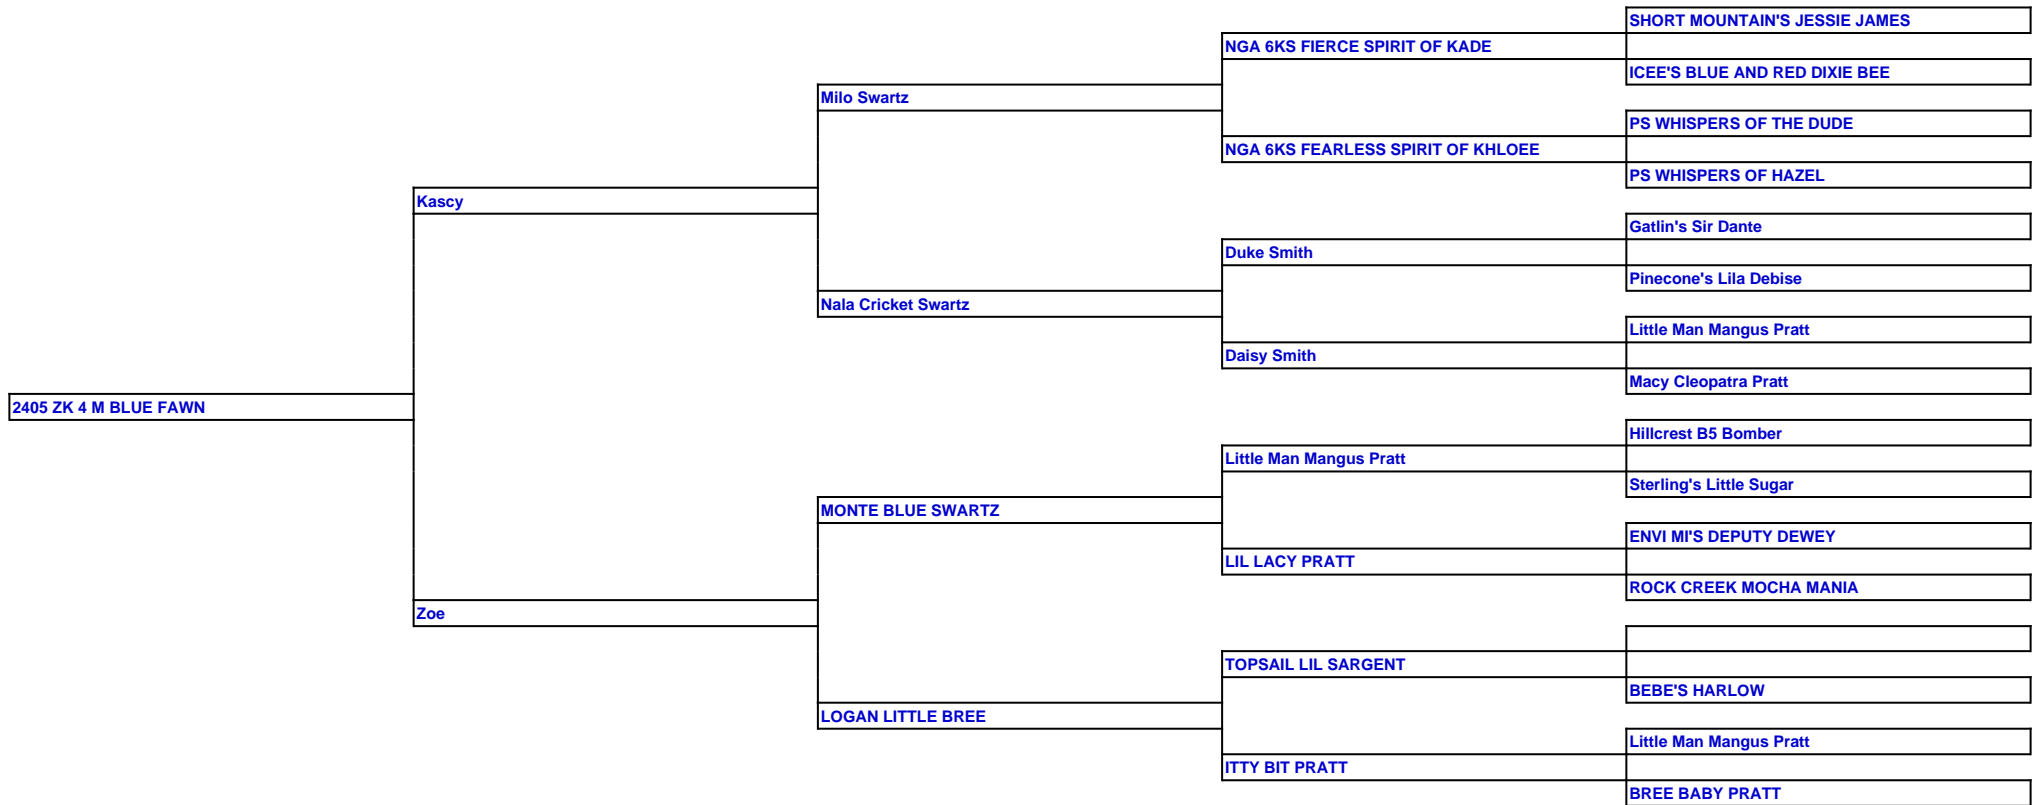 SHORT MOUNTAIN'S JESSIE JAMES
NGA 6KS FIERCE SPIRIT OF KADE
ICEE'S BLUE AND RED DIXIE BEE
Milo Swartz
PS WHISPERS OF THE DUDE
NGA 6KS FEARLESS SPIRIT OF KHLOEE
PS WHISPERS OF HAZEL
Kascy
Gatlin's Sir Dante
Duke Smith
Pinecone's Lila Debise
Nala Cricket Swartz
Little Man Mangus Pratt
Daisy Smith
Macy Cleopatra Pratt
2405 ZK 4 M BLUE FAWN
Hillcrest B5 Bomber
Little Man Mangus Pratt
Sterling's Little Sugar
MONTE BLUE SWARTZ
ENVI MI'S DEPUTY DEWEY
LIL LACY PRATT
ROCK CREEK MOCHA MANIA
Zoe
TOPSAIL LIL SARGENT
BEBE'S HARLOW
LOGAN LITTLE BREE
Little Man Mangus Pratt
ITTY BIT PRATT
BREE BABY PRATT